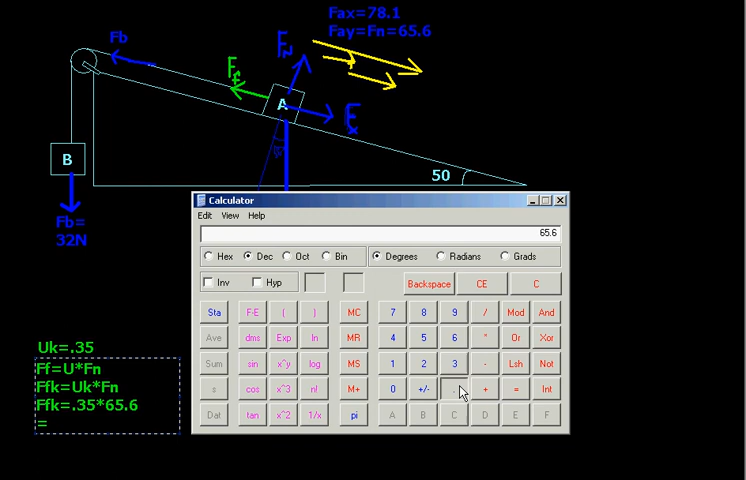 Fax=78.1
Fay=Fn=65.6
Fb
Ff
Fn
A
Fx
B
50
Fb=
32N
Uk=.35
Ff=U*Fn
Ffk=Uk*Fn
Ffk=.35*65.6
=
Calculator
Edit View Help
65.6
Hex Dec Oct Bin Degrees Radians Grads
Inv Hyp Backspace CE C
Sta F-E ( ) MC 7 8 9 / Mod And
Ave dms Exp ln MR 4 5 6 * Or Xor
Sum sin x^y log MS 1 2 3 - Lsh Not
s cos x^3 n! M+ 0 +/- . + = Int
Dat tan x^2 1/x pi A B C D E F